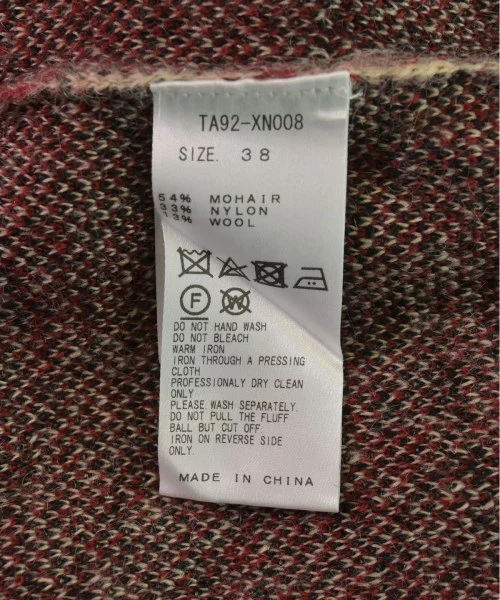 TA92-XN008
SIZE. 38
54% MOHAIR
33% NYLON
13% WOOL
F W
DO NOT HAND WASH
DO NOT BLEACH
WARM IRON
IRON THROUGH A PRESSING
CLOTH
PROFESSIONALY DRY CLEAN
ONLY
PLEASE WASH SEPARATELY.
DO NOT PULL THE FLUFF
BALL BUT CUT OFF.
IRON ON REVERSE SIDE
ONLY.
MADE IN CHINA